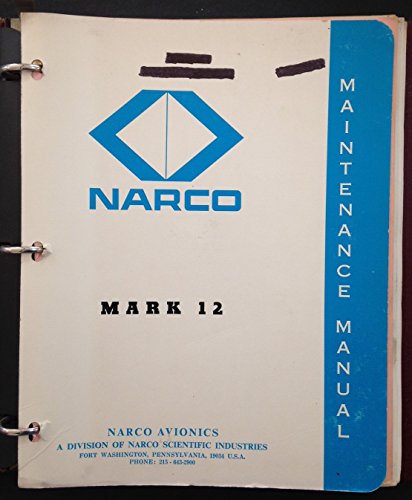 NARCO
MARK 12
NARCO AVIONICS
A DIVISION OF NARCO SCIENTIFIC INDUSTRIES
FORT WASHINGTON, PENNSYLVANIA, 19034 U.S.A.
PHONE: 215 - 643-2900
MAINTENANCE MANUAL